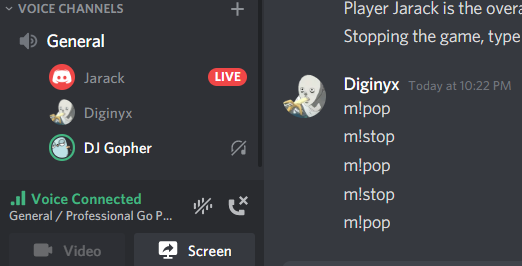 VOICE CHANNELS
General
Jarack LIVE
Diginyx
DJ Gopher
Voice Connected
General / Professional Go P...
Video Screen
Player Jarack is the overa
Stopping the game, type
Diginyx Today at 10:22 PM
m!pop
m!stop
m!pop
m!stop
m!pop